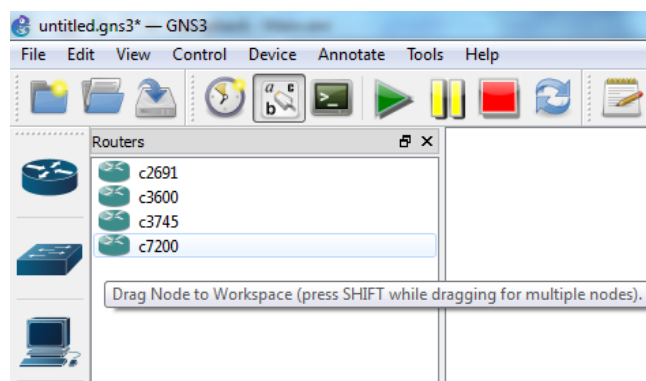 untitled.gns3* — GNS3
File Edit View Control Device Annotate Tools Help
a c
b
>_
Routers
c2691
c3600
c3745
c7200
Drag Node to Workspace (press SHIFT while dragging for multiple nodes).